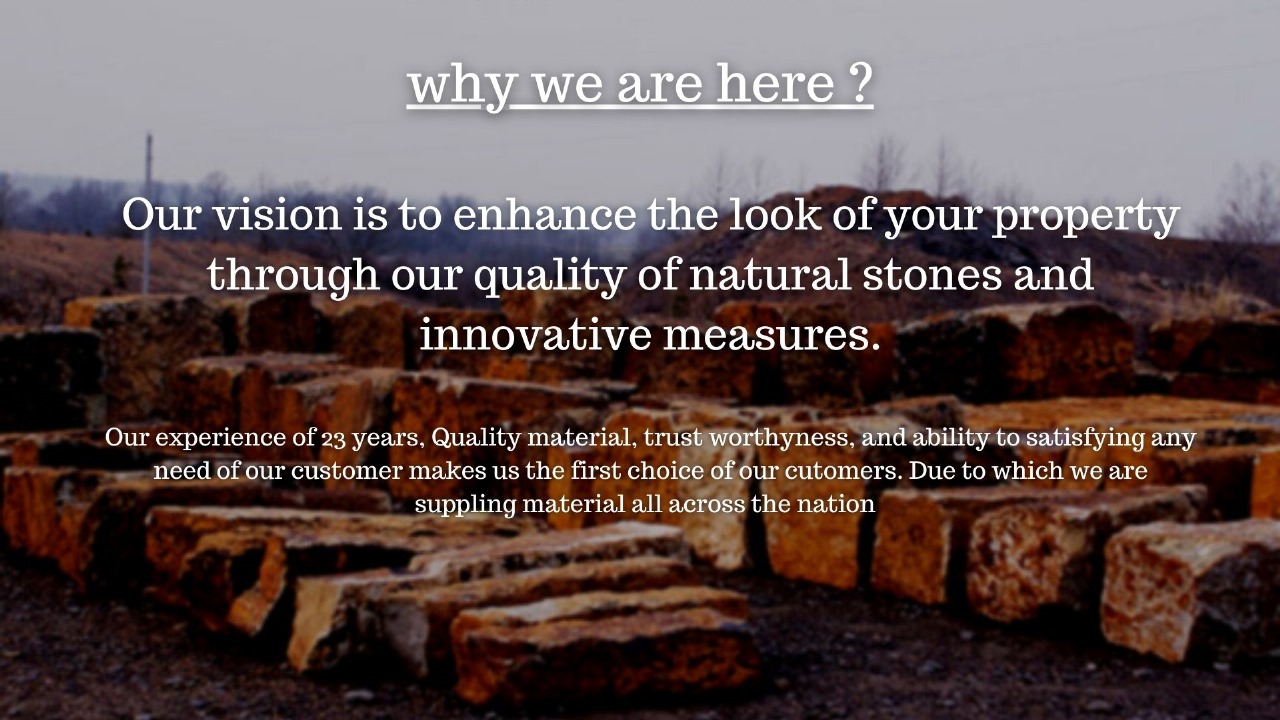 why we are here ?
Our vision is to enhance the look of your property
through our quality of natural stones and
innovative measures.
Our experience of 23 years, Quality material, trust worthyness, and ability to satisfying any
need of our customer makes us the first choice of our cutomers. Due to which we are
suppling material all across the nation